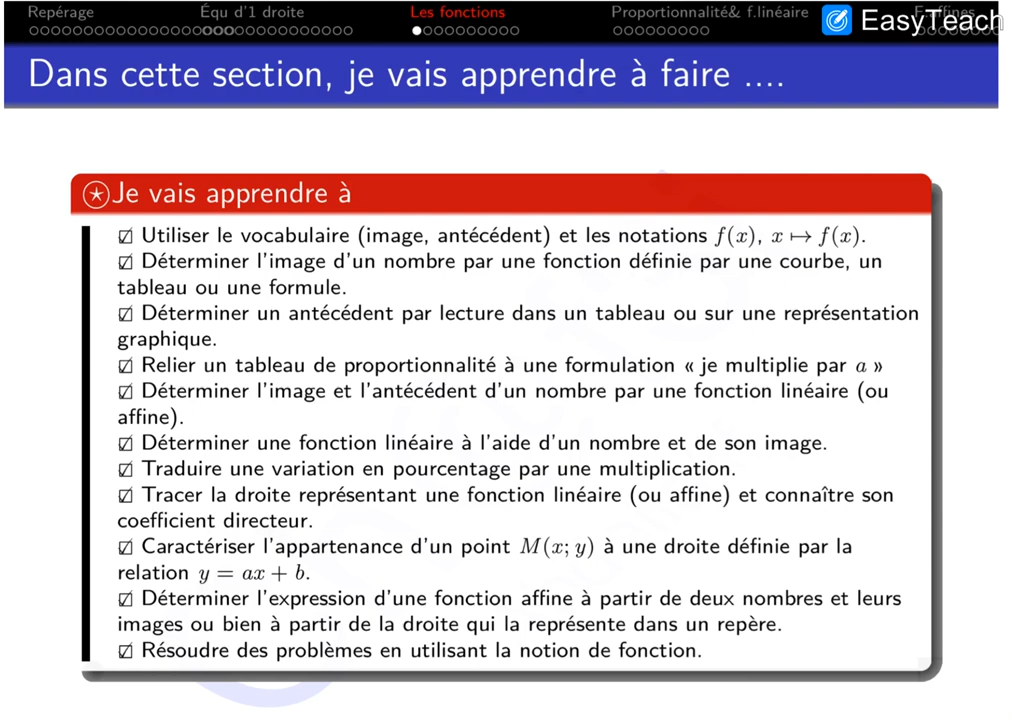 Repérage Équ d'1 droite Les fonctions Proportionnalité& f.linéaire
EasyTeach
Dans cette section, je vais apprendre à faire ....
Je vais apprendre à
Utiliser le vocabulaire (image, antécédent) et les notations f(x), x ↦ f(x).
Déterminer l'image d'un nombre par une fonction définie par une courbe, un
tableau ou une formule.
Déterminer un antécédent par lecture dans un tableau ou sur une représentation
graphique.
Relier un tableau de proportionnalité à une formulation « je multiplie par a »
Déterminer l'image et l'antécédent d'un nombre par une fonction linéaire (ou
affine).
Déterminer une fonction linéaire à l'aide d'un nombre et de son image.
Traduire une variation en pourcentage par une multiplication.
Tracer la droite représentant une fonction linéaire (ou affine) et connaître son
coefficient directeur.
Caractériser l'appartenance d'un point M(x; y) à une droite définie par la
relation y = ax + b.
Déterminer l'expression d'une fonction affine à partir de deux nombres et leurs
images ou bien à partir de la droite qui la représente dans un repère.
Résoudre des problèmes en utilisant la notion de fonction.